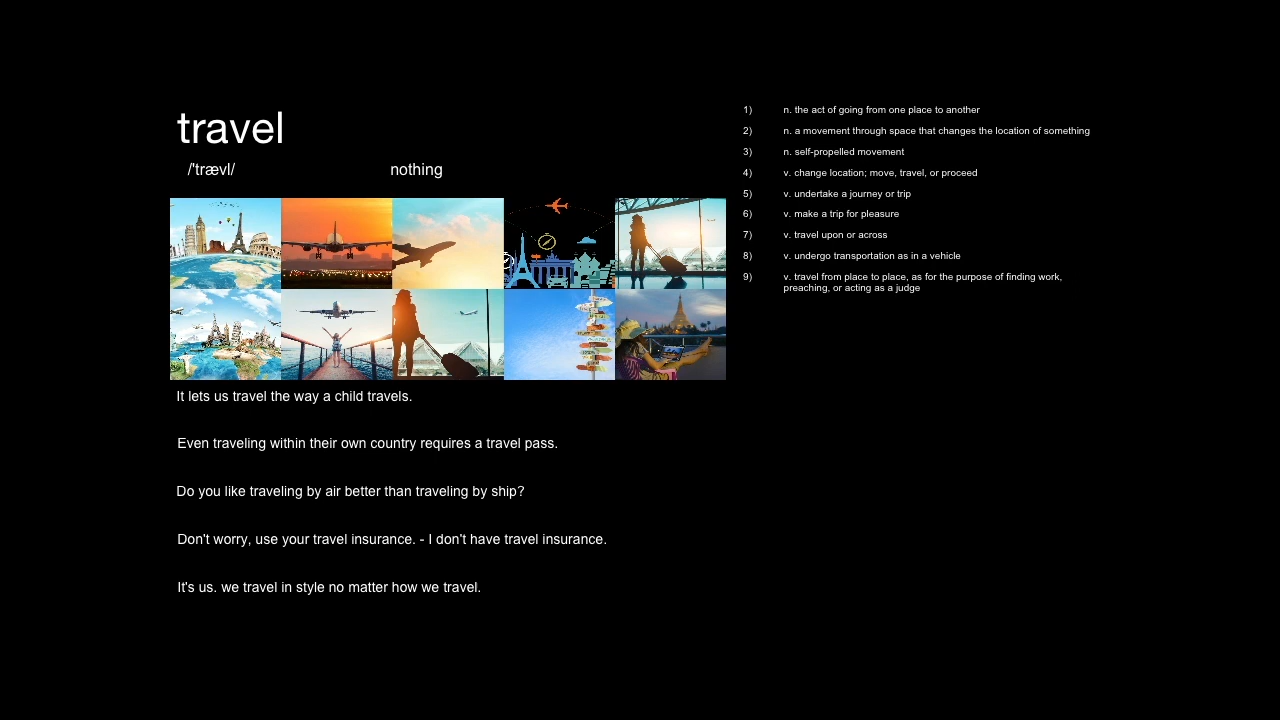 travel
/'trævl/
nothing
It lets us travel the way a child travels.
Even traveling within their own country requires a travel pass.
Do you like traveling by air better than traveling by ship?
Don't worry, use your travel insurance. - I don't have travel insurance.
It's us. we travel in style no matter how we travel.
1) n. the act of going from one place to another
2) n. a movement through space that changes the location of something
3) n. self-propelled movement
4) v. change location; move, travel, or proceed
5) v. undertake a journey or trip
6) v. make a trip for pleasure
7) v. travel upon or across
8) v. undergo transportation as in a vehicle
9) v. travel from place to place, as for the purpose of finding work,
preaching, or acting as a judge